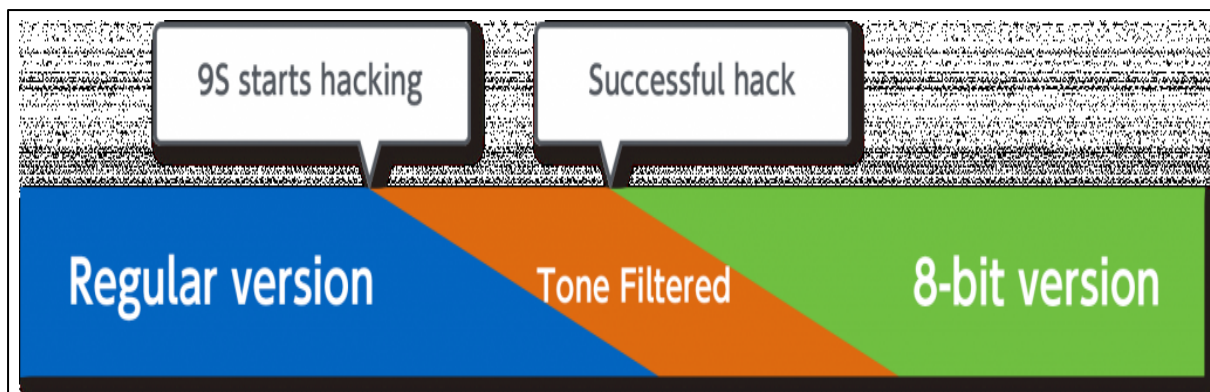 9S starts hacking
Successful hack
Regular version
Tone Filtered
8-bit version